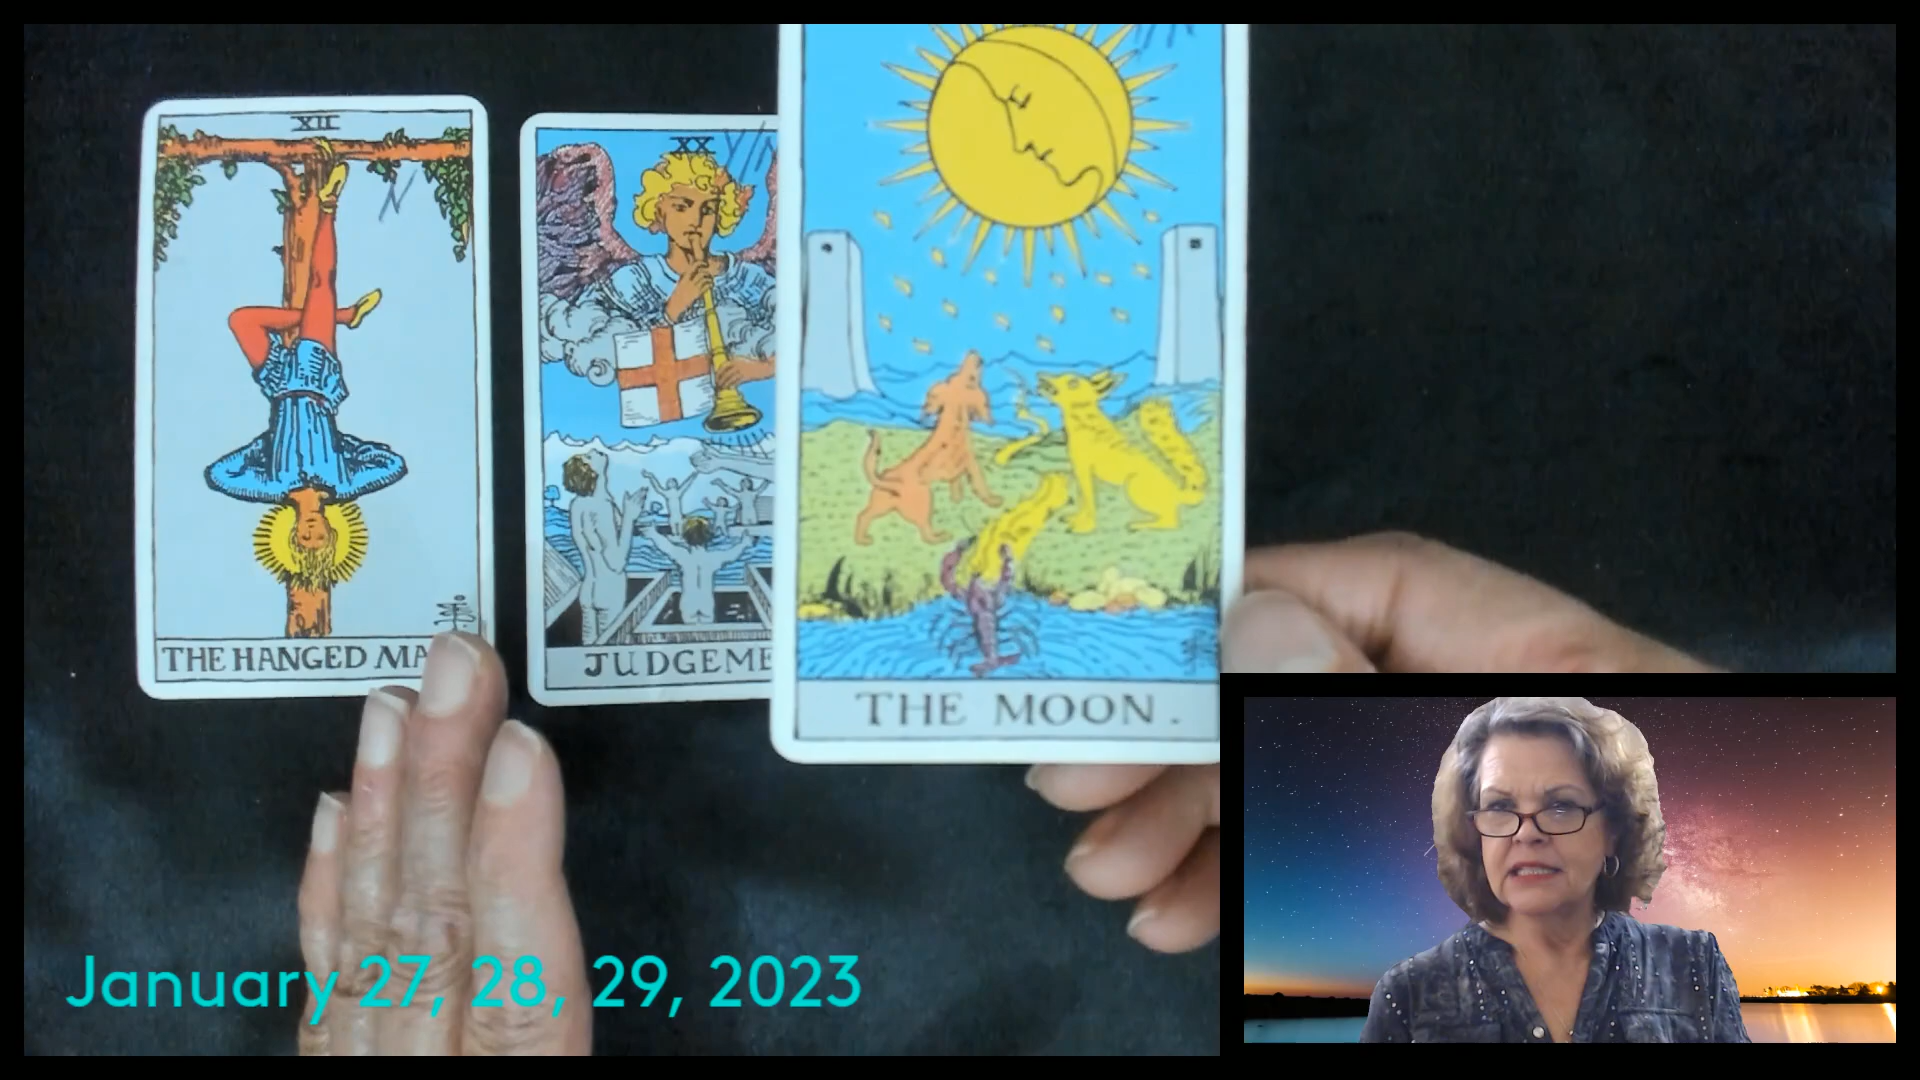 XII
N
THE HANGED MA
XX Y/N
JUDGEME
THE MOON.
January 27, 28, 29, 2023